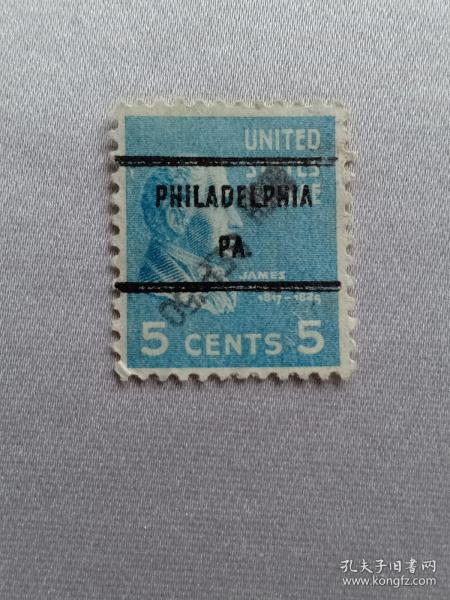 UNITED
STATES
PHILADELPHIA
PA.
JAMES
1817-1825
5 CENTS 5
孔夫子旧书网
www.kongfz.com